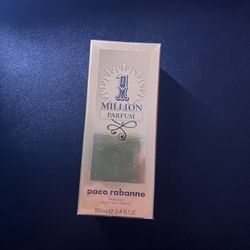 1
MILLION
PARFUM
paco rabanne
100ml 3.4 fl. oz.